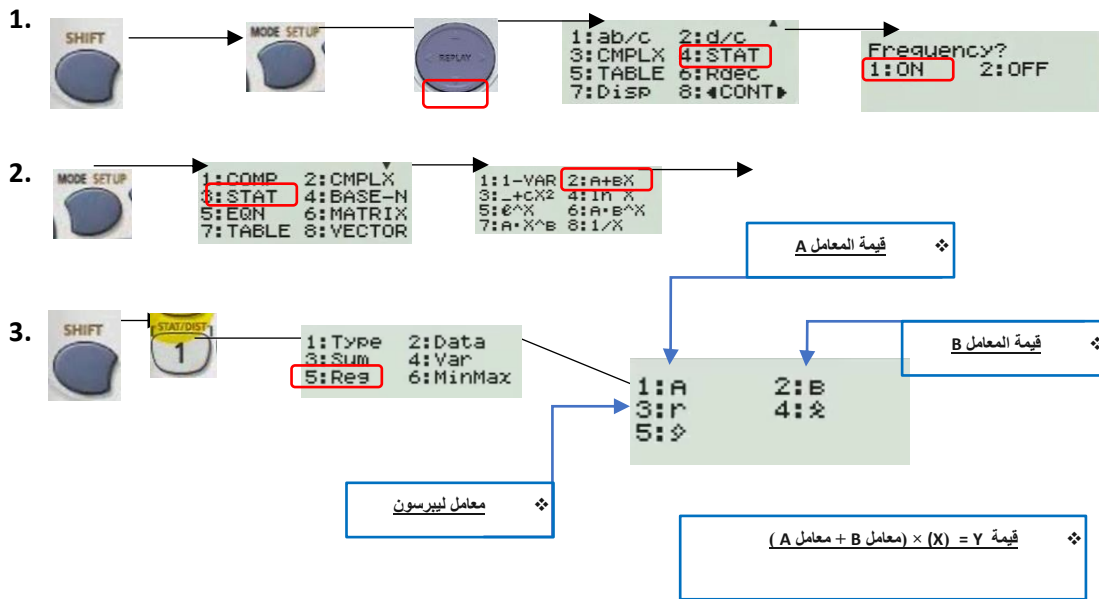 1.
SHIFT
MODE SETUP
REPLAY
1:ab/c 2:d/c
3:CMPLX 4:STAT
5:TABLE 6:Rdec
7:Disp 8:◀CONT▶
Frequency?
1:ON 2:OFF
2.
MODE SETUP
1:COMP 2:CMPLX
3:STAT 4:BASE-N
5:EQN 6:MATRIX
7:TABLE 8:VECTOR
1:1-VAR 2:A+BX
3:_+CX² 4:ln X
5:e^X 6:A•B^X
7:A•X^B 8:1/X
❖ قيمة المعامل A
3.
SHIFT
STAT/DIST
1
1:Type 2:Data
3:Sum 4:Var
5:Reg 6:MinMax
❖ قيمة المعامل B
1:A 2:B
3:r 4:x̂
5:ŷ
❖ معامل ليبرسون
❖ قيمة Y = (X) × (معامل B + معامل A )